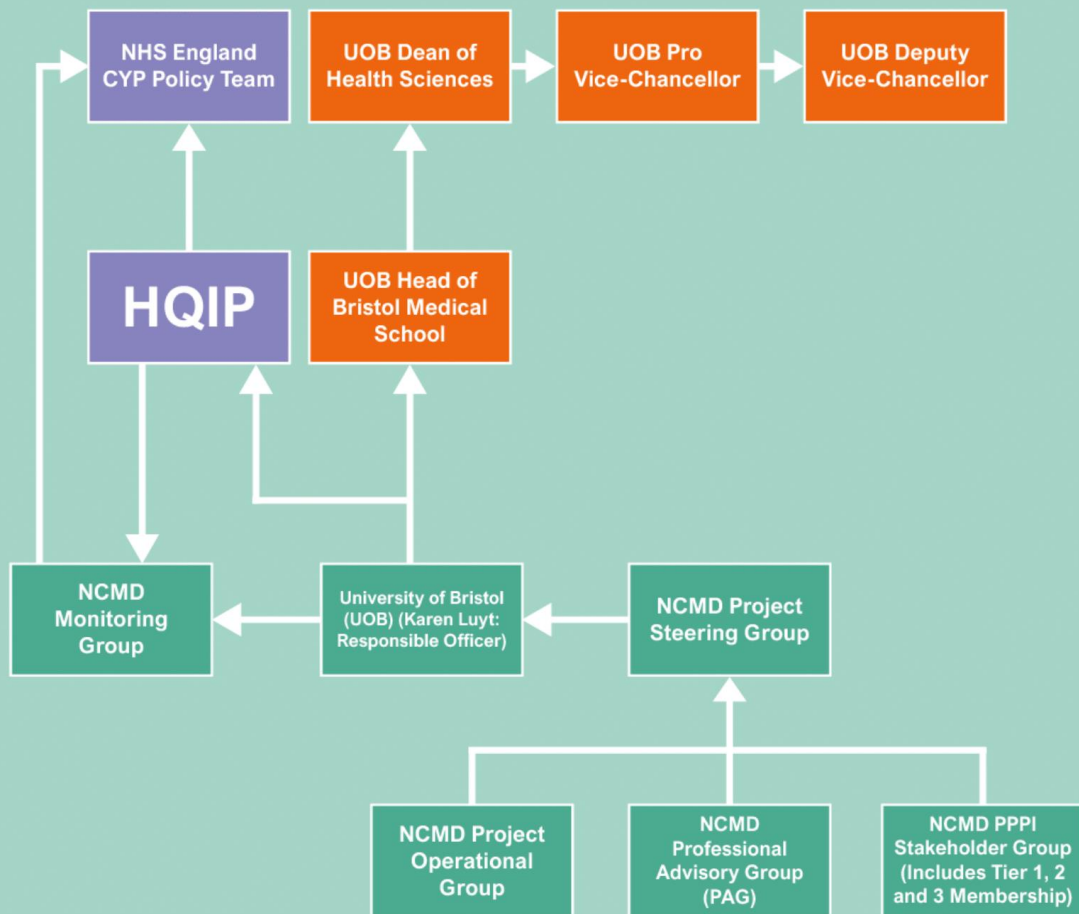 NHS England
CYP Policy Team
UOB Dean of
Health Sciences
UOB Pro
Vice-Chancellor
UOB Deputy
Vice-Chancellor
HQIP
UOB Head of
Bristol Medical
School
NCMD
Monitoring
Group
University of Bristol
(UOB) (Karen Luyt:
Responsible Officer)
NCMD Project
Steering Group
NCMD Project
Operational
Group
NCMD
Professional
Advisory Group
(PAG)
NCMD PPPI
Stakeholder Group
(Includes Tier 1, 2
and 3 Membership)